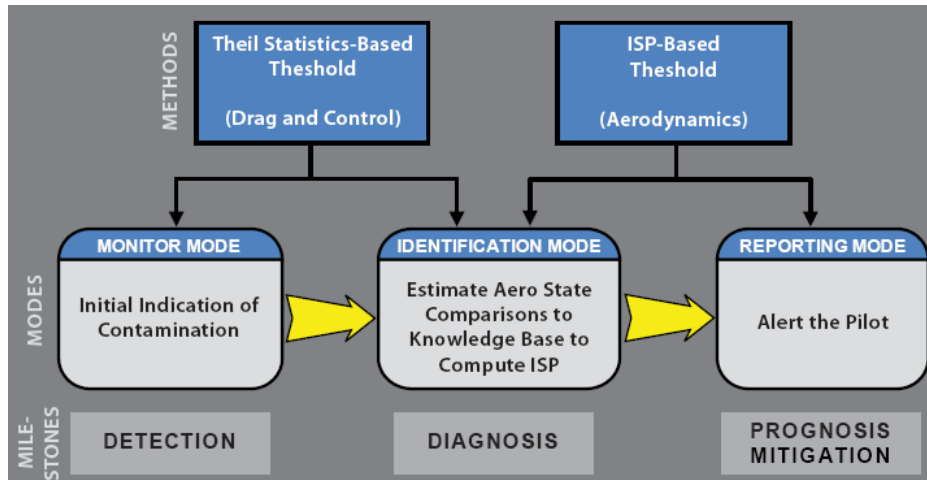 METHODS
Theil Statistics-Based
Theshold
(Drag and Control)
ISP-Based
Theshold
(Aerodynamics)
MODES
MONITOR MODE
Initial Indication of
Contamination
IDENTIFICATION MODE
Estimate Aero State
Comparisons to
Knowledge Base to
Compute ISP
REPORTING MODE
Alert the Pilot
MILE-
STONES
DETECTION
DIAGNOSIS
PROGNOSIS
MITIGATION